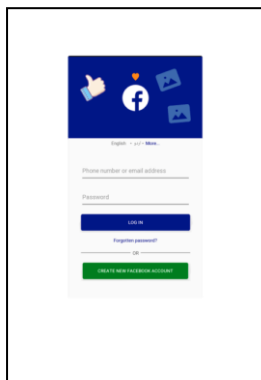 English • More...
Phone number or email address
Password
LOG IN
Forgotten password?
OR
CREATE NEW FACEBOOK ACCOUNT